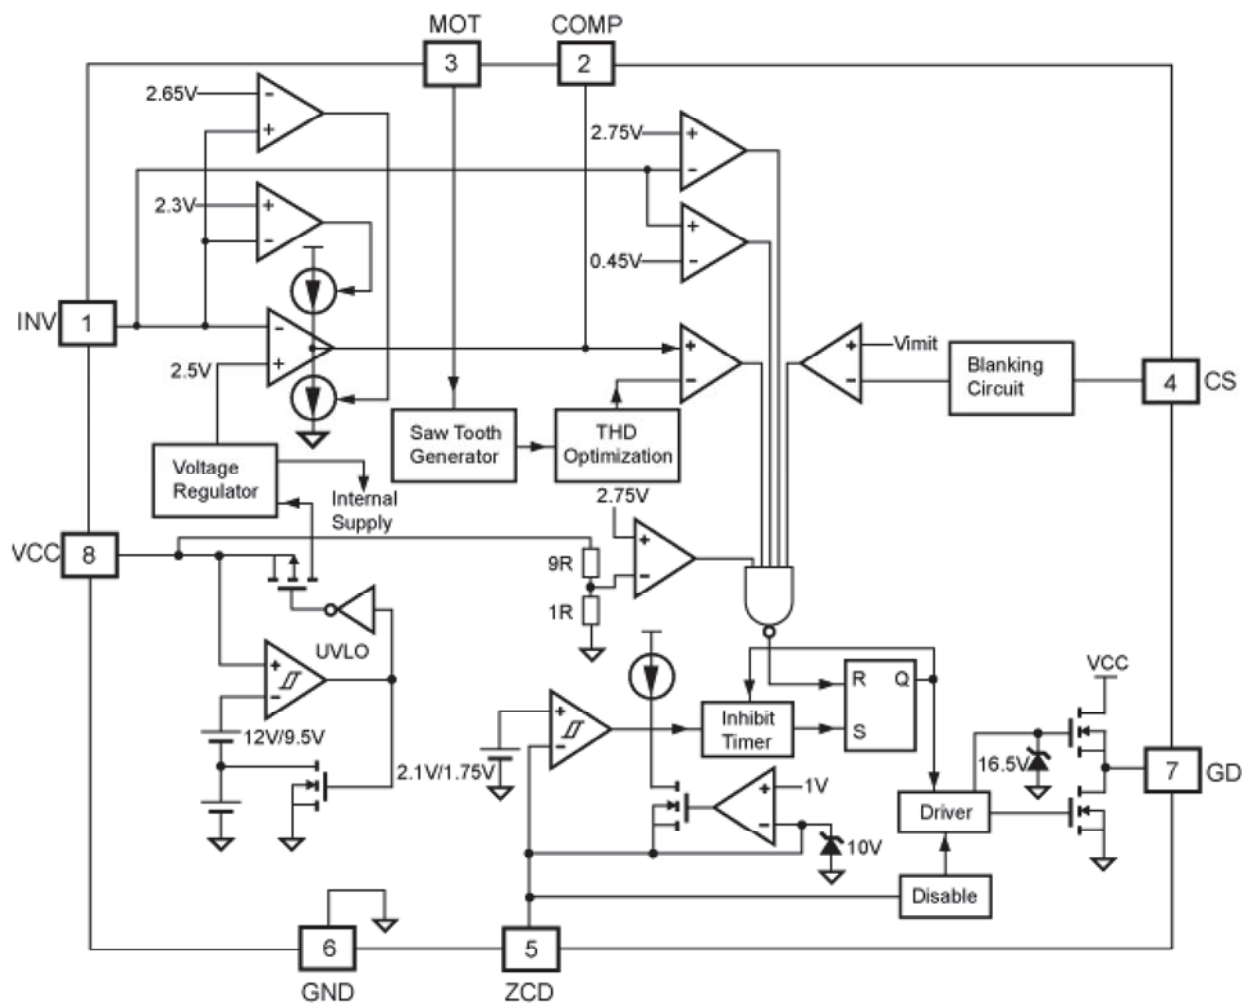 MOT
COMP
3
2
2.65V
-
+
2.75V
+
-
2.3V
+
-
+
0.45V
-
INV
1
-
+
2.5V
+
-
+
-
Vimit
Blanking
Circuit
4
CS
Saw Tooth
Generator
THD
Optimization
Voltage
Regulator
Internal
Supply
2.75V
+
-
VCC
8
9R
1R
UVLO
+
-
12V/9.5V
2.1V/1.75V
+
-
Inhibit
Timer
R
Q
S
VCC
16.5V
7
GD
1V
+
-
10V
Driver
Disable
6
GND
5
ZCD